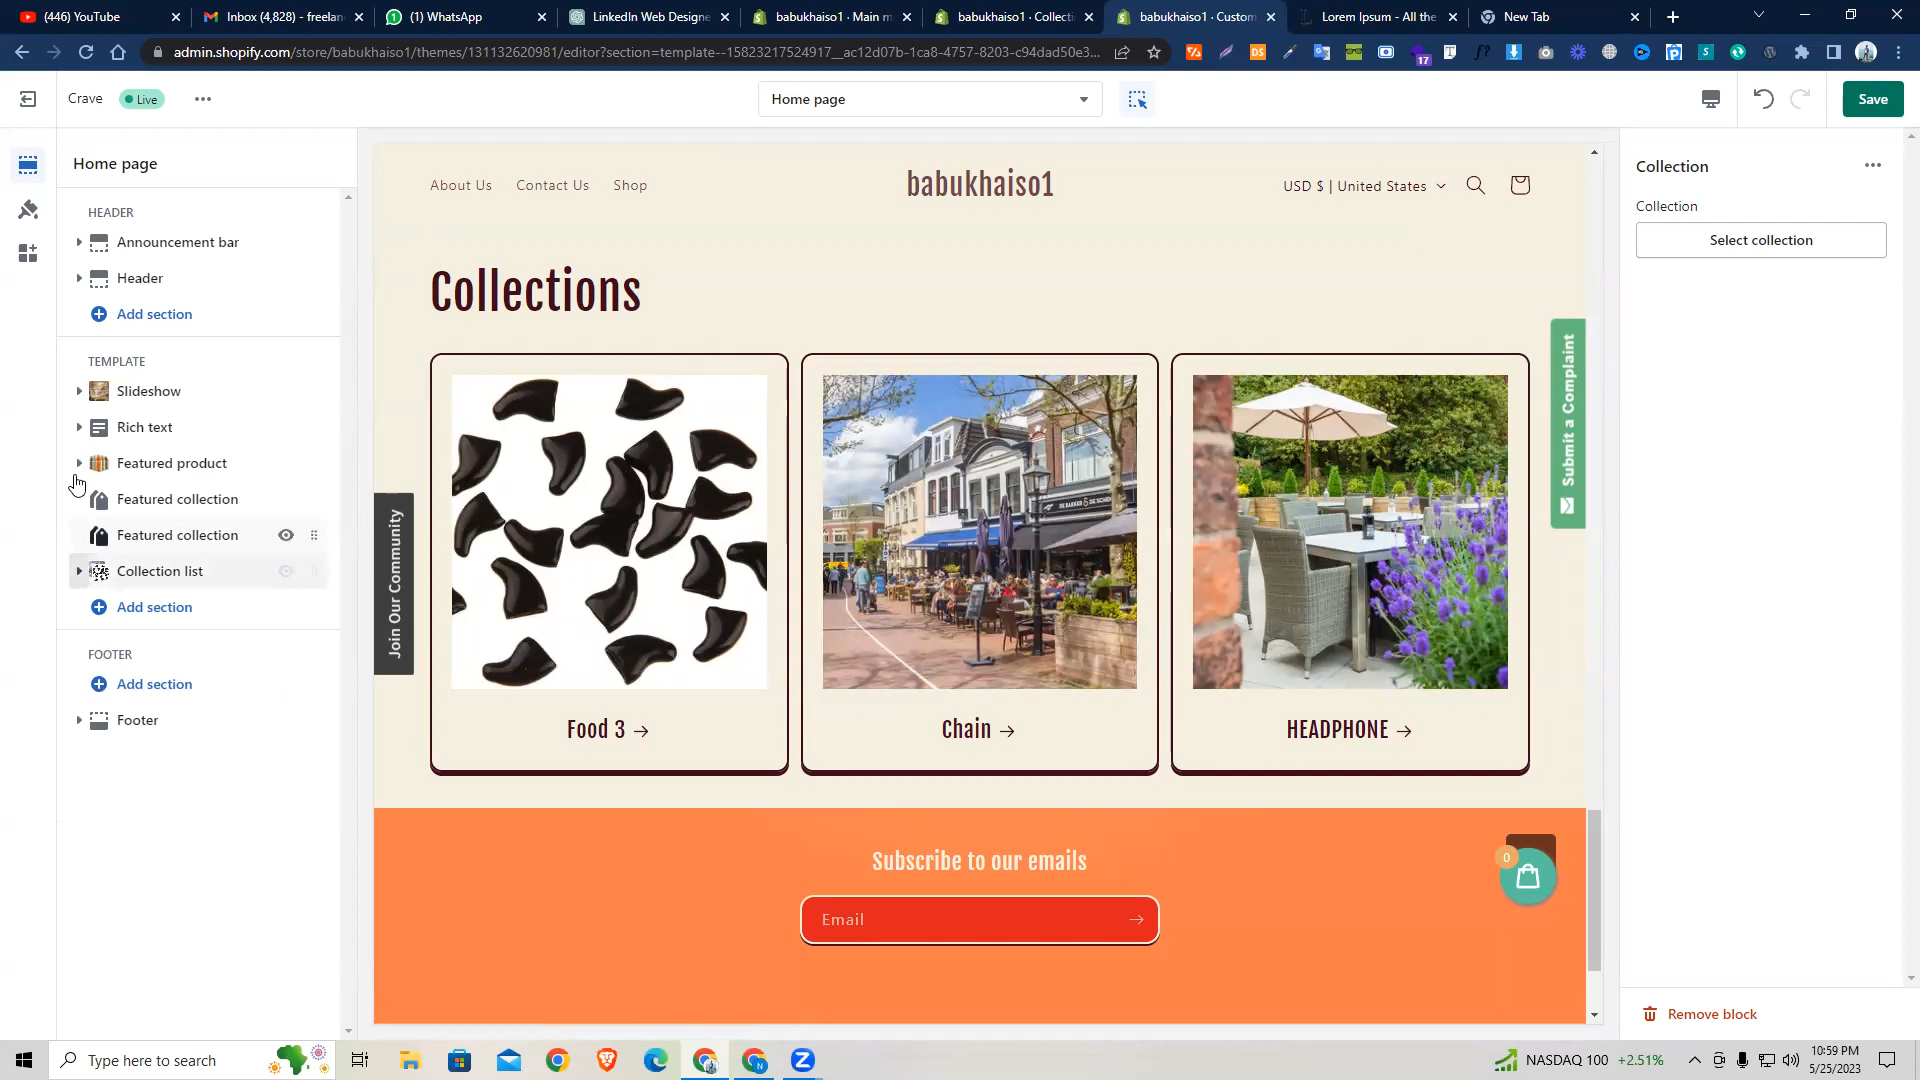 (446) YouTube
Inbox (4,828) - freelan
(1) WhatsApp
LinkedIn Web Designe
babukhaiso1 · Main m
babukhaiso1 · Collecti
babukhaiso1 · Custom
Lorem Ipsum - All the
New Tab
admin.shopify.com/store/babukhaiso1/themes/131132620981/editor?section=template--15823217524917__ac12d07b-1ca8-4757-8203-c94dad50e3...
17
Crave
Live
Home page
Save
Home page
HEADER
Announcement bar
Header
Add section
TEMPLATE
Slideshow
Rich text
Featured product
Featured collection
Featured collection
Collection list
Add section
FOOTER
Add section
Footer
About Us
Contact Us
Shop
babukhaiso1
USD $ | United States
Collections
Food 3 →
Chain →
HEADPHONE →
Join Our Community
Submit a Complaint
Subscribe to our emails
Email
0
Collection
Collection
Select collection
Remove block
Type here to search
NASDAQ 100 +2.51%
10:59 PM
5/25/2023